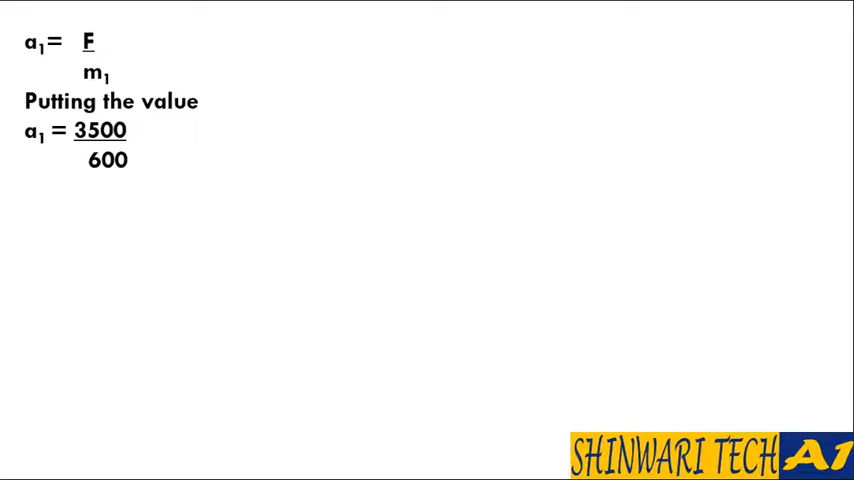 a₁= F
m₁
Putting the value
a₁ = 3500
600
SHINWARI TECH A1